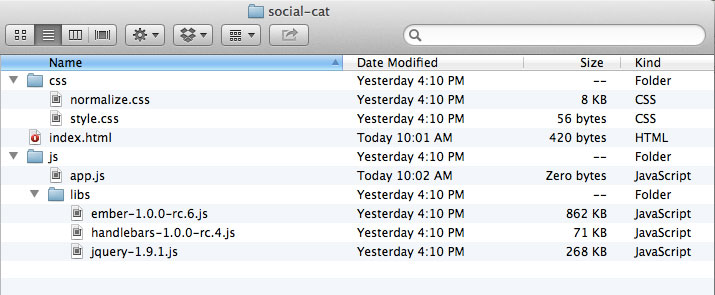 social-cat
Name Date Modified Size Kind
css Yesterday 4:10 PM -- Folder
normalize.css Yesterday 4:10 PM 8 KB CSS
style.css Yesterday 4:10 PM 56 bytes CSS
index.html Today 10:01 AM 420 bytes HTML
js Yesterday 4:10 PM -- Folder
app.js Today 10:02 AM Zero bytes JavaScript
libs Yesterday 4:10 PM -- Folder
ember-1.0.0-rc.6.js Yesterday 4:10 PM 862 KB JavaScript
handlebars-1.0.0-rc.4.js Yesterday 4:10 PM 71 KB JavaScript
jquery-1.9.1.js Yesterday 4:10 PM 268 KB JavaScript